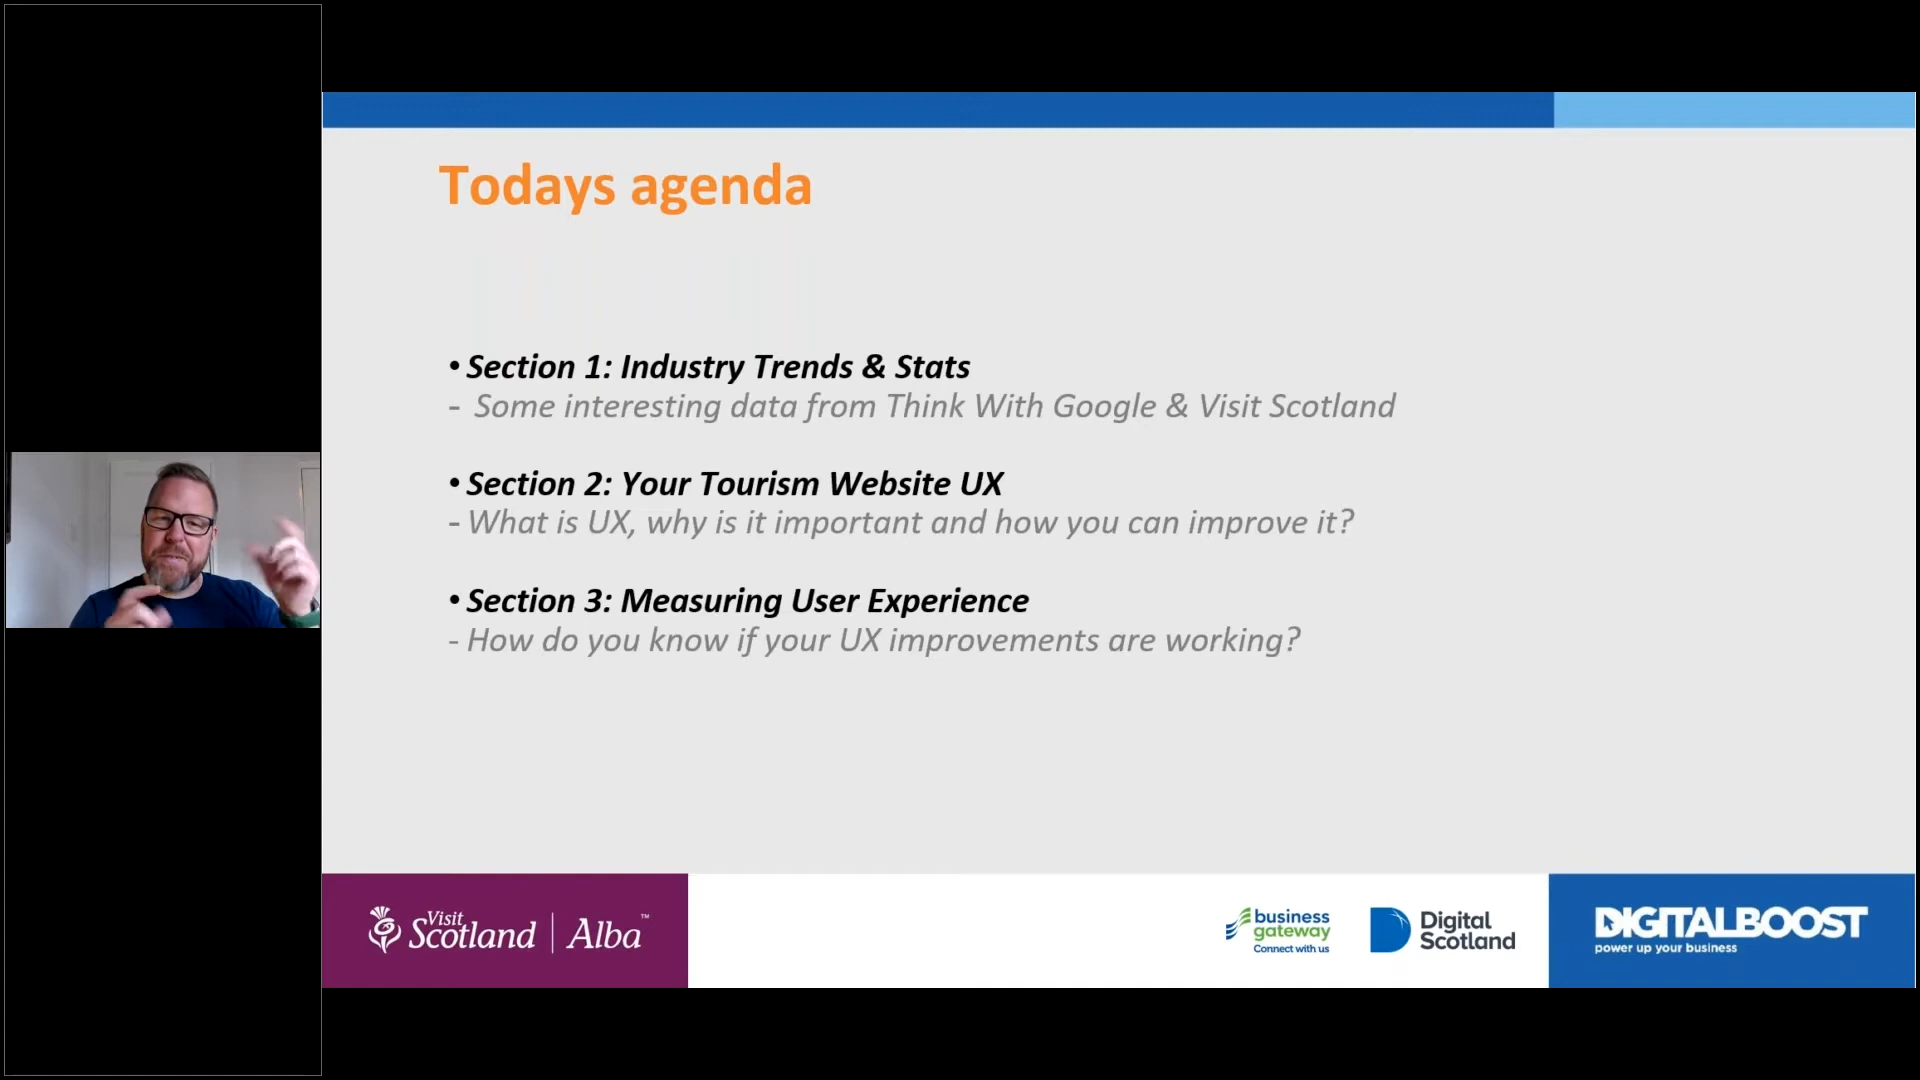 Todays agenda
• Section 1: Industry Trends & Stats
- Some interesting data from Think With Google & Visit Scotland
• Section 2: Your Tourism Website UX
- What is UX, why is it important and how you can improve it?
• Section 3: Measuring User Experience
- How do you know if your UX improvements are working?
Visit
Scotland | Alba™
business
gateway
Connect with us
Digital
Scotland
DIGITALBOOST
power up your business